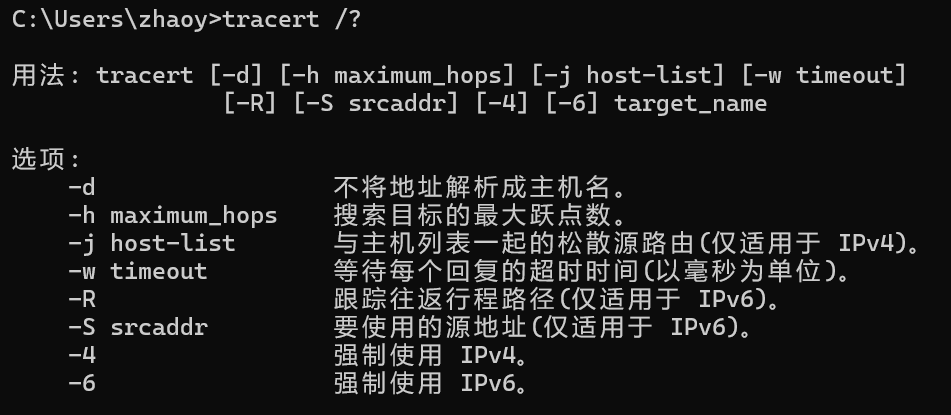 C:\Users\zhaoy>tracert /?
用法: tracert [-d] [-h maximum_hops] [-j host-list] [-w timeout]
[-R] [-S srcaddr] [-4] [-6] target_name
选项:
-d 不将地址解析成主机名。
-h maximum_hops 搜索目标的最大跃点数。
-j host-list 与主机列表一起的松散源路由(仅适用于 IPv4)。
-w timeout 等待每个回复的超时时间(以毫秒为单位)。
-R 跟踪往返行程路径(仅适用于 IPv6)。
-S srcaddr 要使用的源地址(仅适用于 IPv6)。
-4 强制使用 IPv4。
-6 强制使用 IPv6。